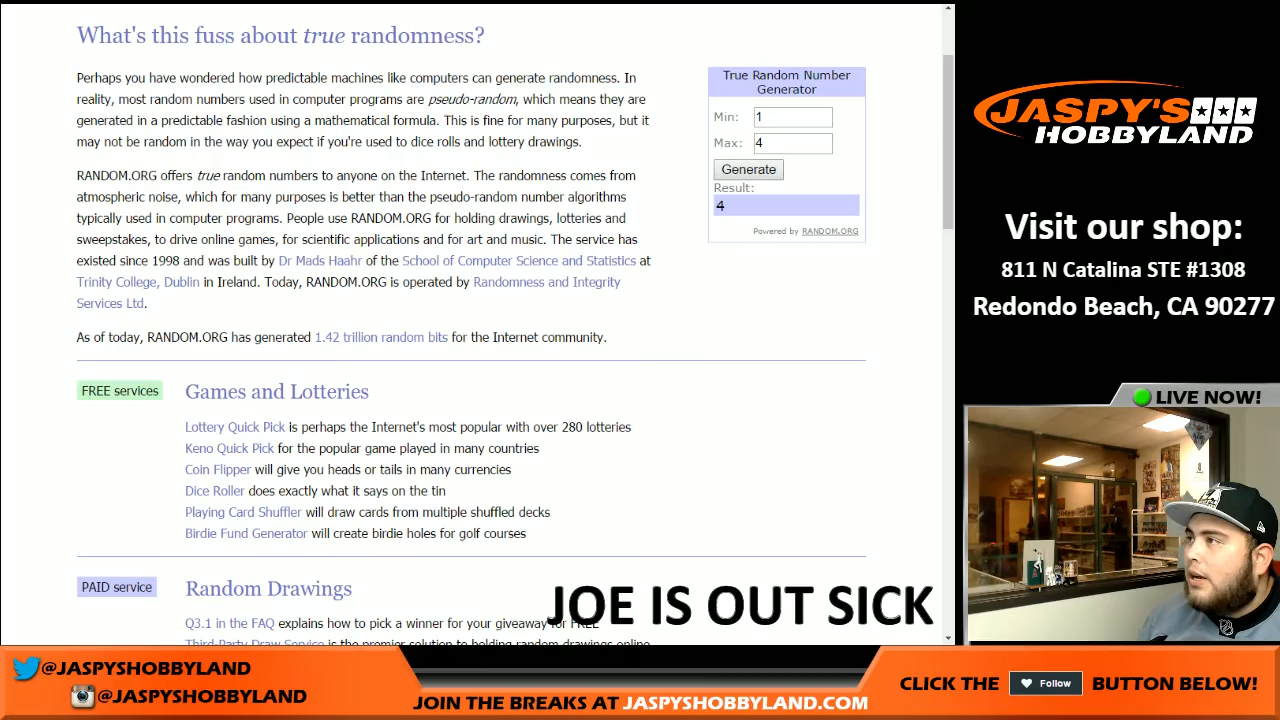 What's this fuss about true randomness?
Perhaps you have wondered how predictable machines like computers can generate randomness. In
reality, most random numbers used in computer programs are pseudo-random, which means they are
generated in a predictable fashion using a mathematical formula. This is fine for many purposes, but it
may not be random in the way you expect if you're used to dice rolls and lottery drawings.
RANDOM.ORG offers true random numbers to anyone on the Internet. The randomness comes from
atmospheric noise, which for many purposes is better than the pseudo-random number algorithms
typically used in computer programs. People use RANDOM.ORG for holding drawings, lotteries and
sweepstakes, to drive online games, for scientific applications and for art and music. The service has
existed since 1998 and was built by Dr Mads Haahr of the School of Computer Science and Statistics at
Trinity College, Dublin in Ireland. Today, RANDOM.ORG is operated by Randomness and Integrity
Services Ltd.
As of today, RANDOM.ORG has generated 1.42 trillion random bits for the Internet community.
True Random Number
Generator
Min: 1
Max: 4
Generate
Result:
4
Powered by RANDOM.ORG
FREE services
Games and Lotteries
Lottery Quick Pick is perhaps the Internet's most popular with over 280 lotteries
Keno Quick Pick for the popular game played in many countries
Coin Flipper will give you heads or tails in many currencies
Dice Roller does exactly what it says on the tin
Playing Card Shuffler will draw cards from multiple shuffled decks
Birdie Fund Generator will create birdie holes for golf courses
PAID service
Random Drawings
Q3.1 in the FAQ explains how to pick a winner for your giveaway for FREE
Third-Party Draw Service is the premier solution to holding random drawings online
JOE IS OUT SICK
JASPY'S
HOBBYLAND
Visit our shop:
811 N Catalina STE #1308
Redondo Beach, CA 90277
LIVE NOW!
@JASPYSHOBBYLAND
@JASPYSHOBBYLAND
JOIN THE BREAKS AT JASPYSHOBBYLAND.COM
CLICK THE Follow BUTTON BELOW!